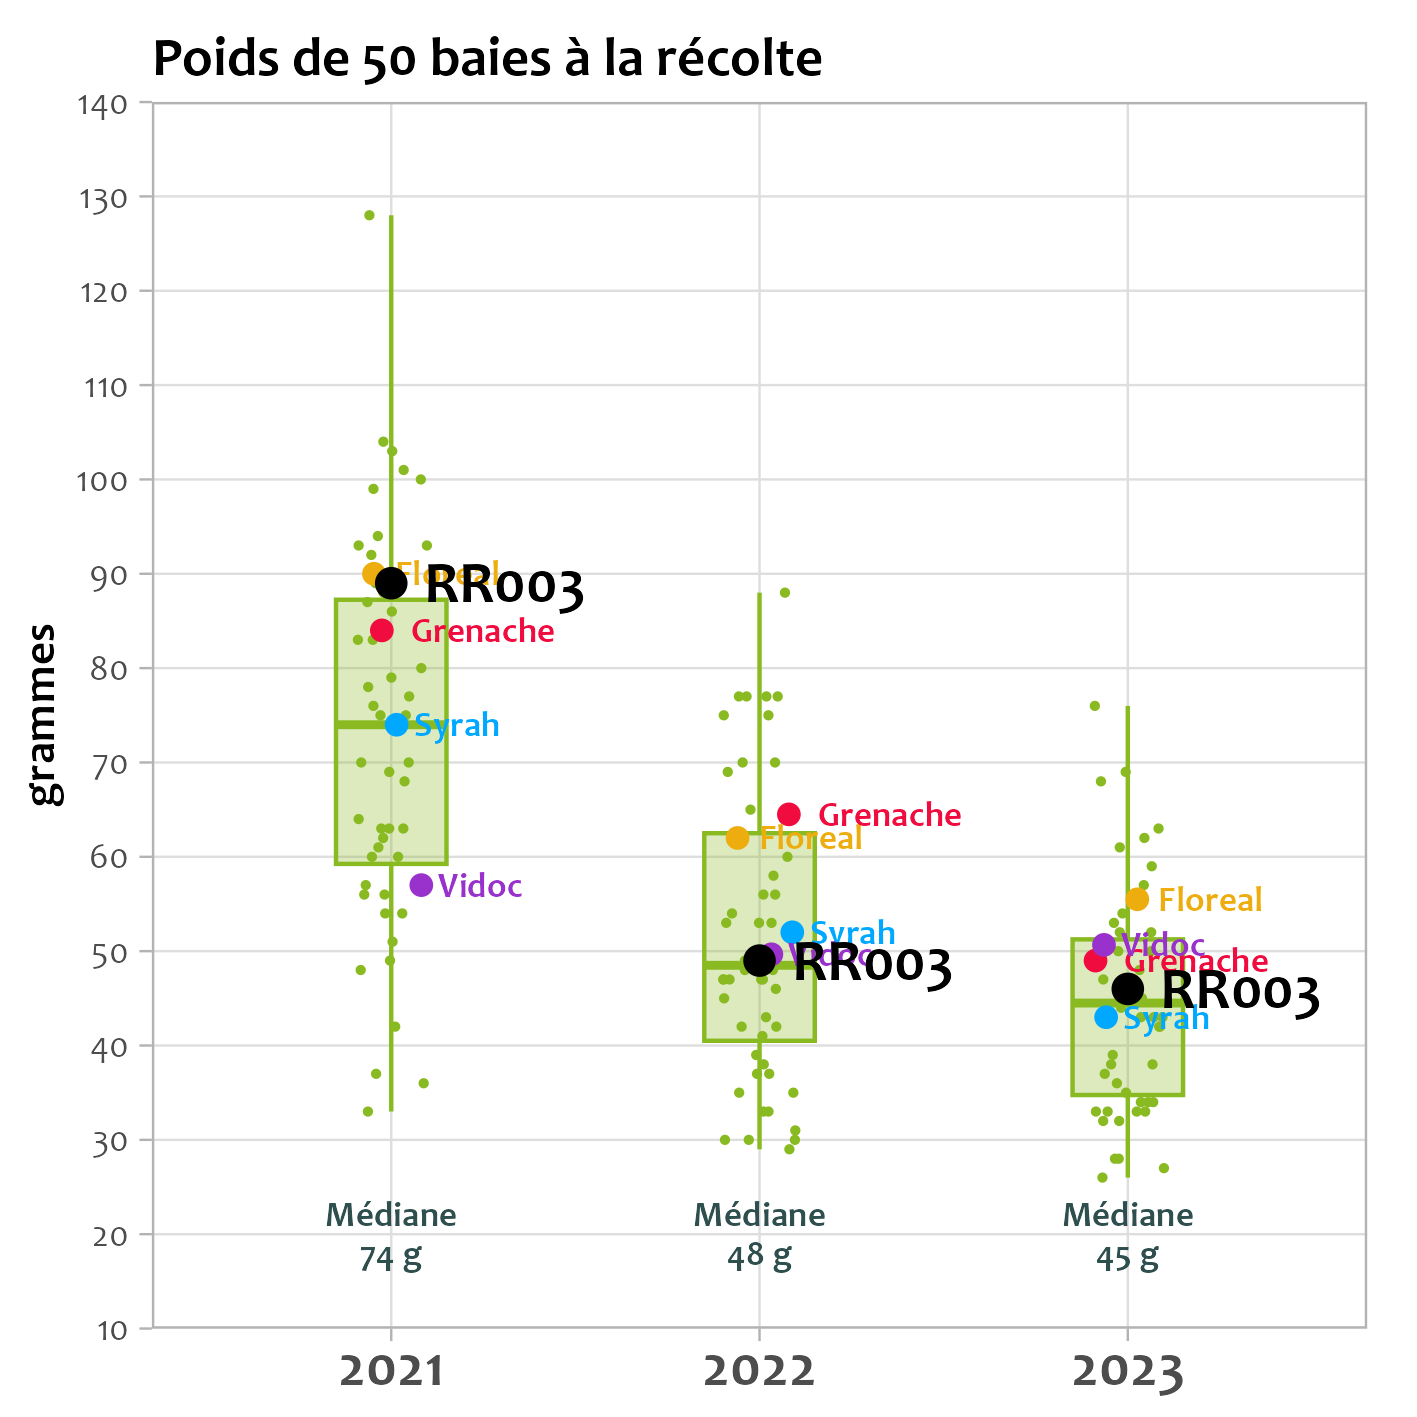 Poids de 50 baies à la récolte
grammes
140
130
120
110
100
90
80
70
60
50
40
30
20
10
Floreal
RR003
Grenache
Syrah
Vidoc
Médiane
74 g
2021
Grenache
Floreal
Syrah
Vidoc
RR003
Médiane
48 g
2022
Floreal
Vidoc
Grenache
RR003
Syrah
Médiane
45 g
2023